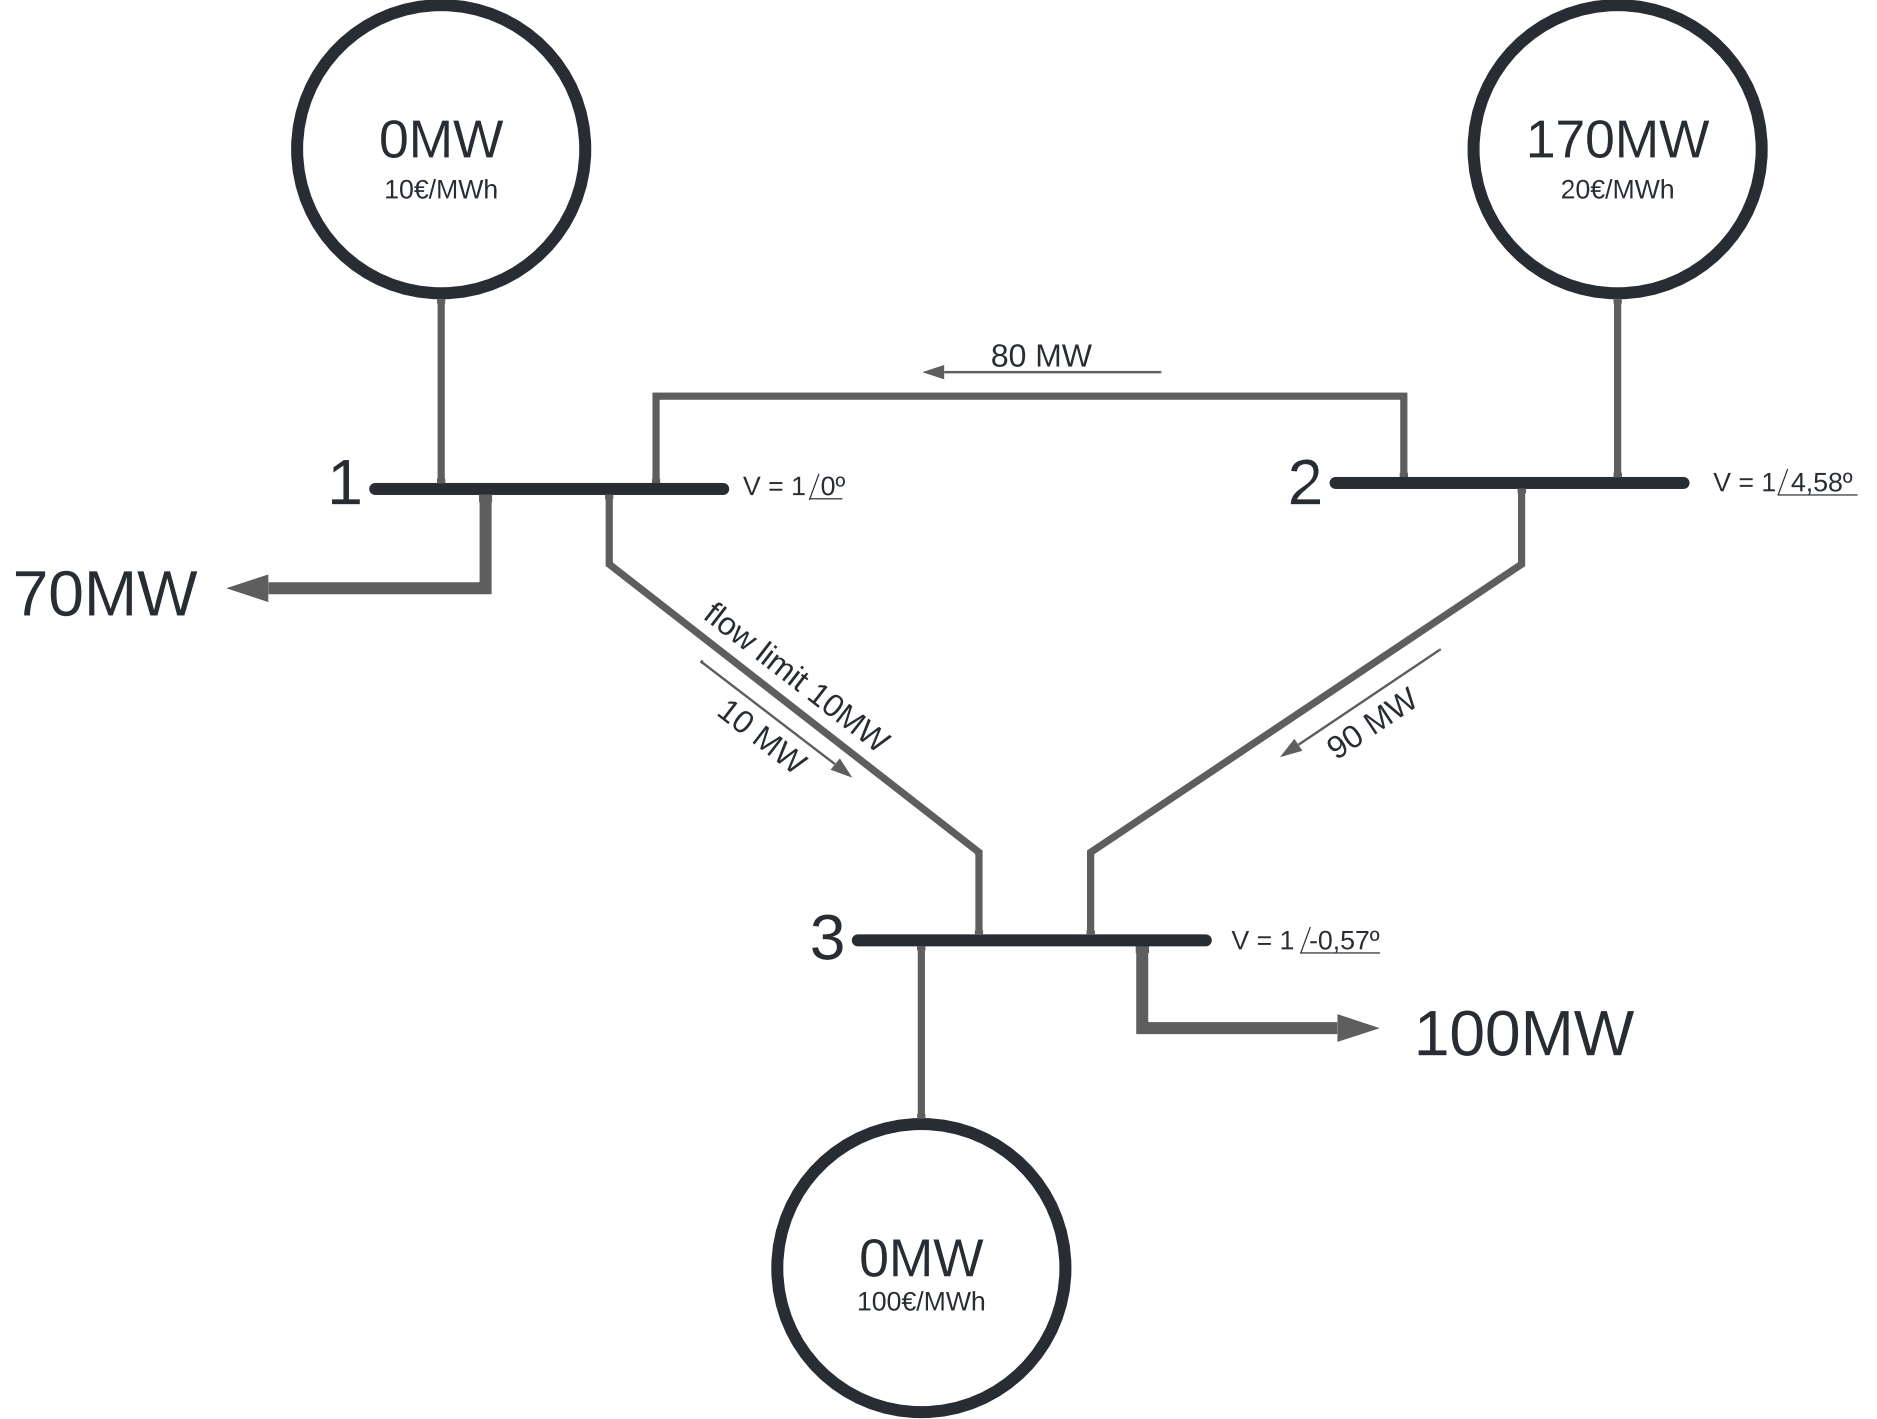 0MW
10€/MWh
170MW
20€/MWh
80 MW
1
V = 1/0º
2
V = 1/4,58º
70MW
flow limit 10MW
10 MW
90 MW
3
V = 1 /-0,57º
100MW
0MW
100€/MWh